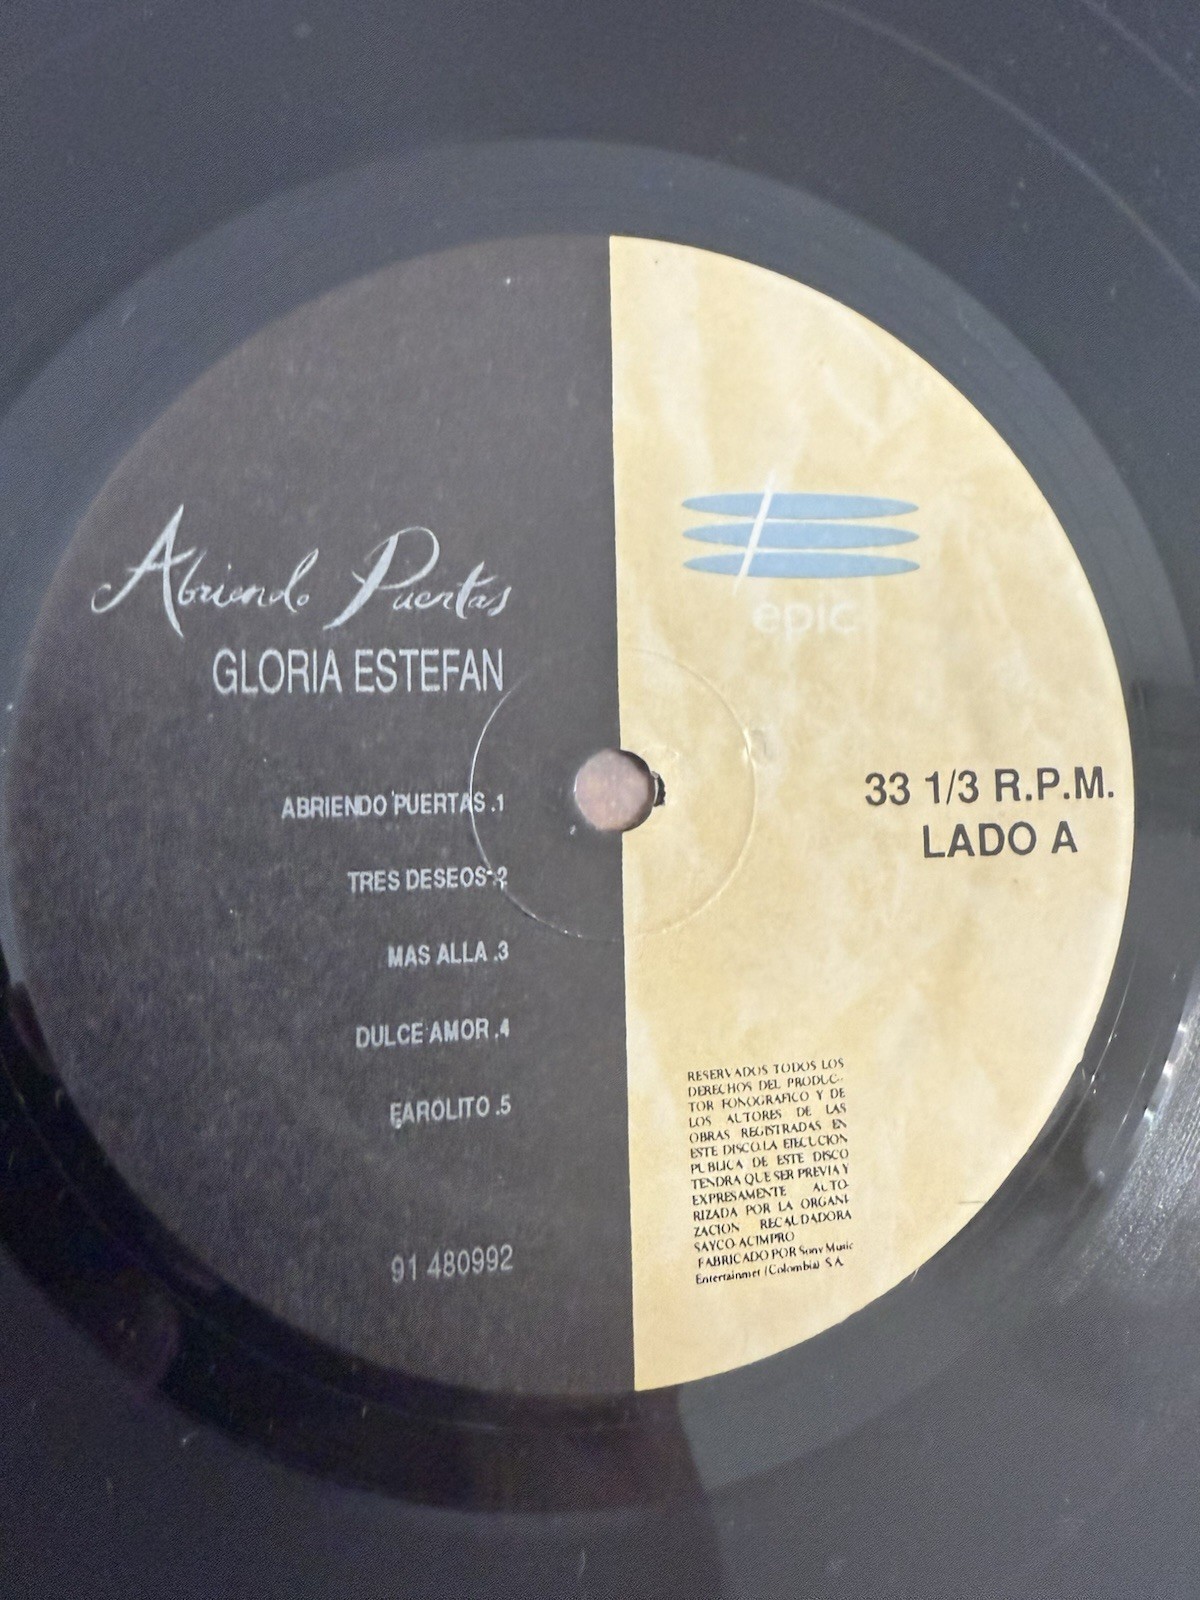 Abriendo Puertas
GLORIA ESTEFAN
ABRIENDO PUERTAS .1
TRES DESEOS .2
MAS ALLA .3
DULCE AMOR .4
FAROLITO .5
91 480992
epic
33 1/3 R.P.M.
LADO A
RESERVADOS TODOS LOS
DERECHOS DEL PRODUC-
TOR FONOGRAFICO Y DE
LOS AUTORES DE LAS
OBRAS REGISTRADAS EN
ESTE DISCO.LA EJECUCION
PUBLICA DE ESTE DISCO
TENDRA QUE SER PREVIA Y
EXPRESAMENTE AUTO-
RIZADA POR LA ORGANI-
ZACION RECAUDADORA
SAYCO-ACIMPRO
FABRICADO POR Sony Music
Entertainmet (Colombia) S.A.